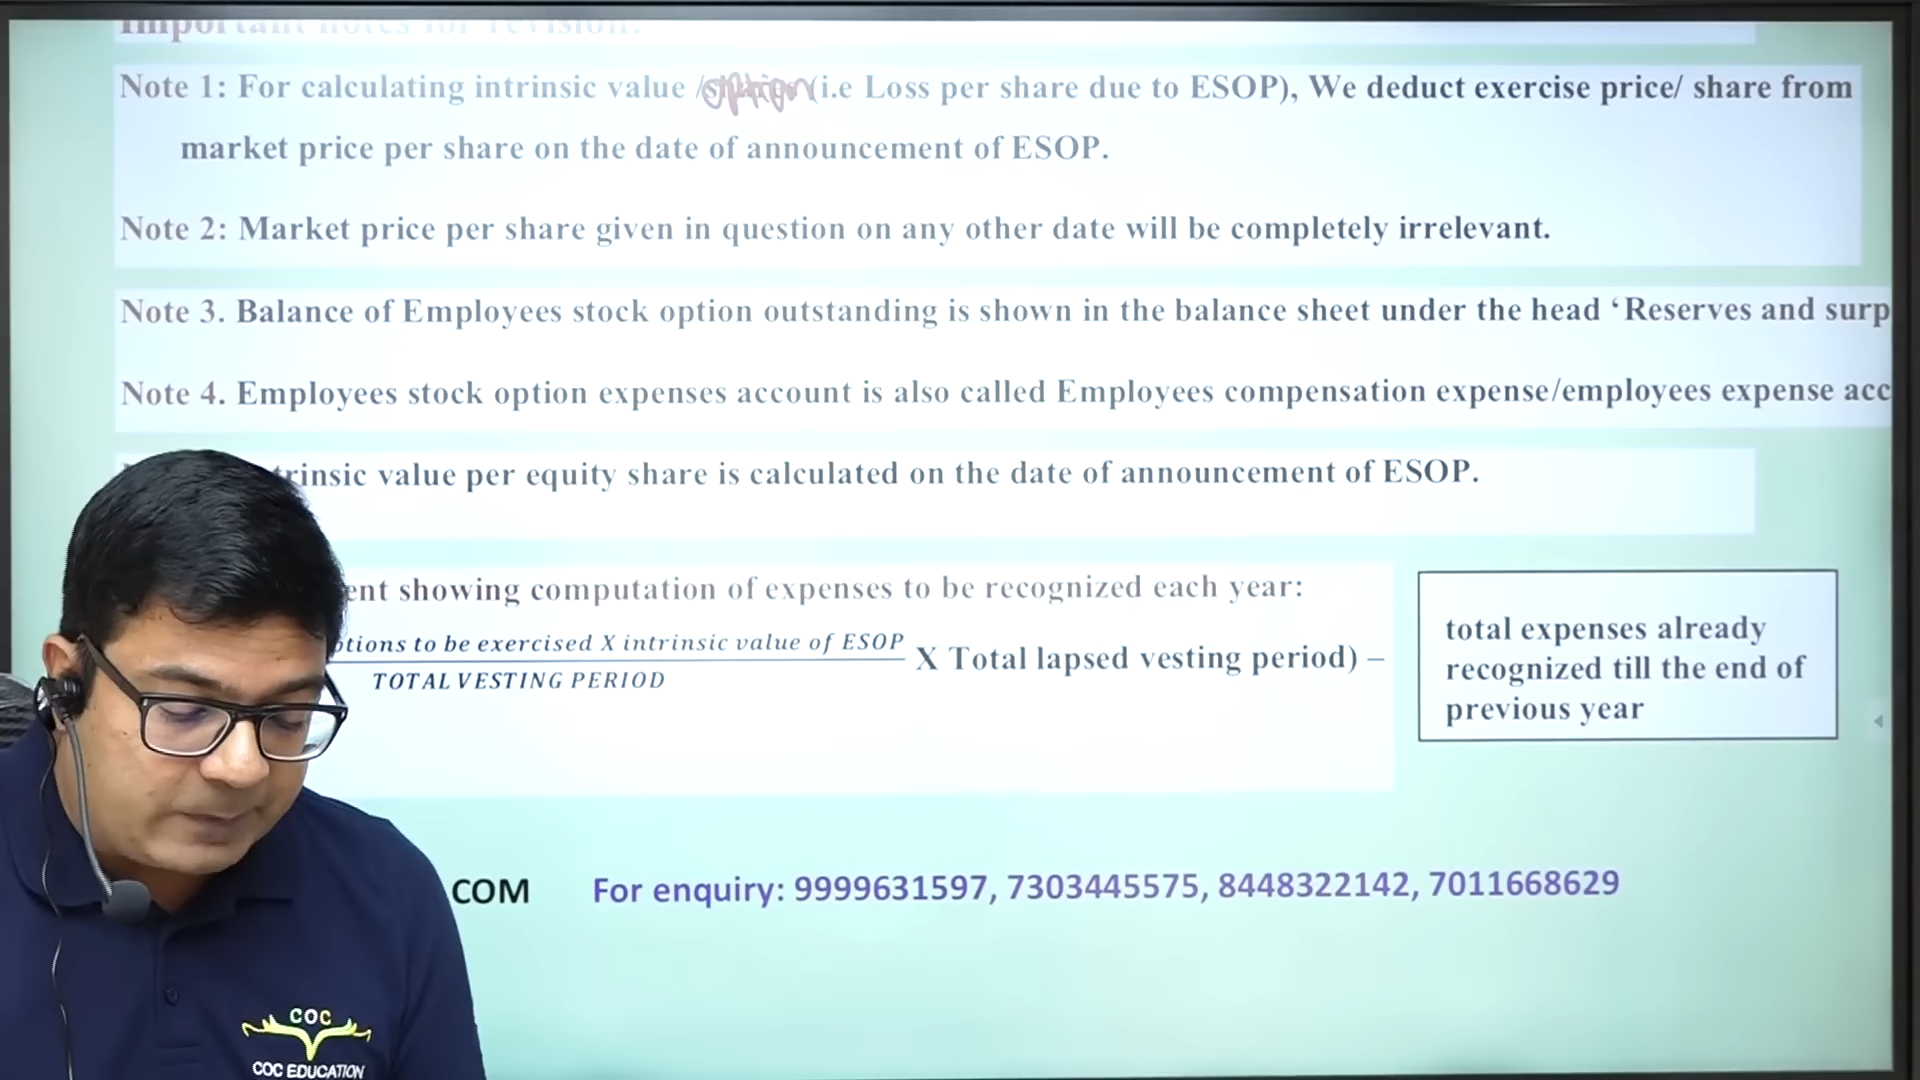 Important notes for revision:
Note 1: For calculating intrinsic value /option (i.e Loss per share due to ESOP), We deduct exercise price/ share from
market price per share on the date of announcement of ESOP.
Note 2: Market price per share given in question on any other date will be completely irrelevant.
Note 3. Balance of Employees stock option outstanding is shown in the balance sheet under the head ‘Reserves and surp
Note 4. Employees stock option expenses account is also called Employees compensation expense/employees expense acc
trinsic value per equity share is calculated on the date of announcement of ESOP.
ent showing computation of expenses to be recognized each year:
ptions to be exercised X intrinsic value of ESOP
X Total lapsed vesting period) –
TOTAL VESTING PERIOD
total expenses already
recognized till the end of
previous year
COM For enquiry: 9999631597, 7303445575, 8448322142, 7011668629
COC
COC EDUCATION